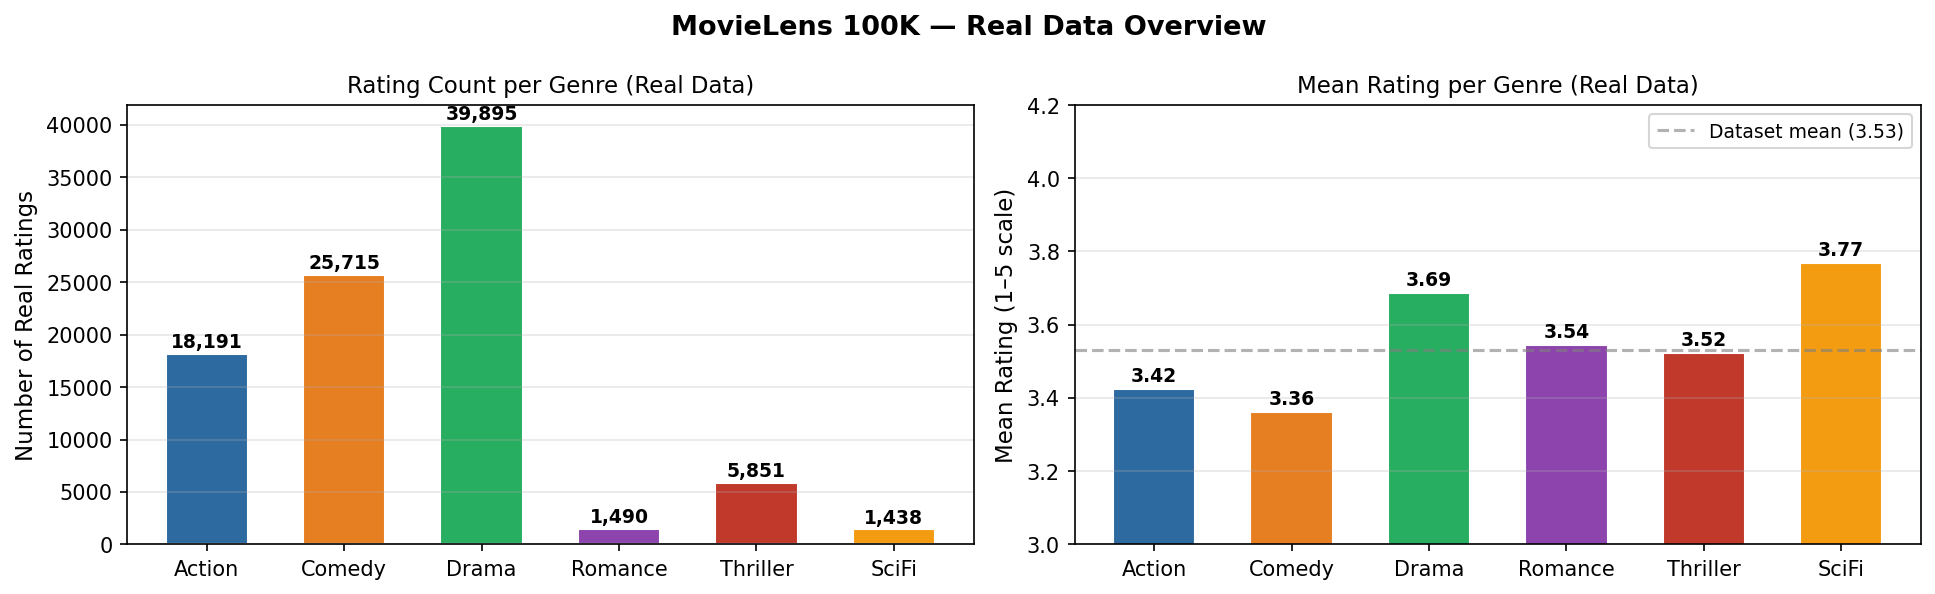 MovieLens 100K — Real Data Overview
Rating Count per Genre (Real Data)
Number of Real Ratings
40000
35000
30000
25000
20000
15000
10000
5000
0
18,191
25,715
39,895
1,490
5,851
1,438
Action
Comedy
Drama
Romance
Thriller
SciFi
Mean Rating per Genre (Real Data)
Mean Rating (1–5 scale)
4.2
4.0
3.8
3.6
3.4
3.2
3.0
Dataset mean (3.53)
3.42
3.36
3.69
3.54
3.52
3.77
Action
Comedy
Drama
Romance
Thriller
SciFi